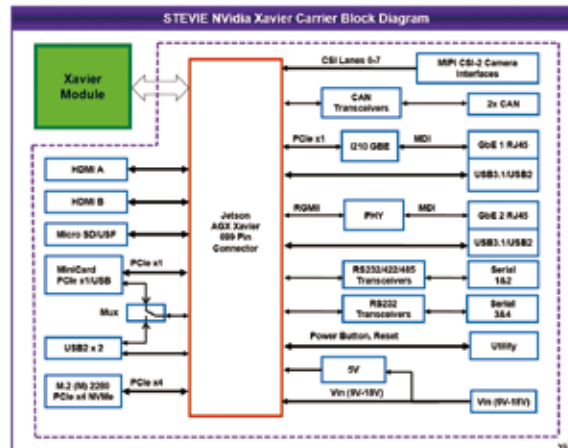 STEVIE NVidia Xavier Carrier Block Diagram
Xavier
Module
HDMI A
HDMI B
Micro SD/USF
MiniCard
PCIe x1/USB
PCIe x1
Mux
USB2 x 2
M.2 (M) 2280
PCIe x4 NVMe
PCIe x4
Jetson
AGX Xavier
699 Pin
Connector
CSI Lanes 0-7
MIPI CSI-2 Camera
Interfaces
CAN
Transceivers
2x CAN
PCIe x1
I210 GBE
MDI
GbE 1 RJ45
USB3.1/USB2
RGMII
PHY
MDI
GbE 2 RJ45
USB3.1/USB2
RS232/422/485
Transceivers
Serial
1&2
RS232
Transceivers
Serial
3&4
Power Button, Reset
Utility
5V
Vin (9V-18V)
Vin (9V-18V)